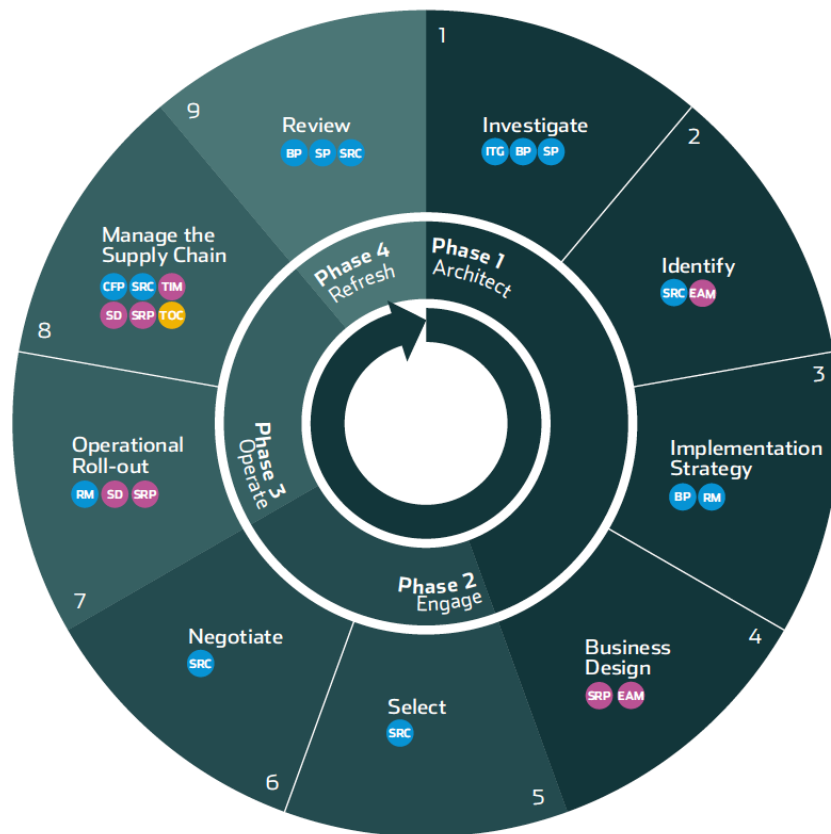 1
Investigate
ITG BP SP
2
Identify
SRC EAM
3
Implementation
Strategy
BP RM
4
Business
Design
SRP EAM
5
Select
SRC
6
Negotiate
SRC
7
Operational
Roll-out
RM SD SRP
8
Manage the
Supply Chain
CFP SRC TIM
SD SRP TOC
9
Review
BP SP SRC
Phase 1
Architect
Phase 2
Engage
Phase 3
Operate
Phase 4
Refresh